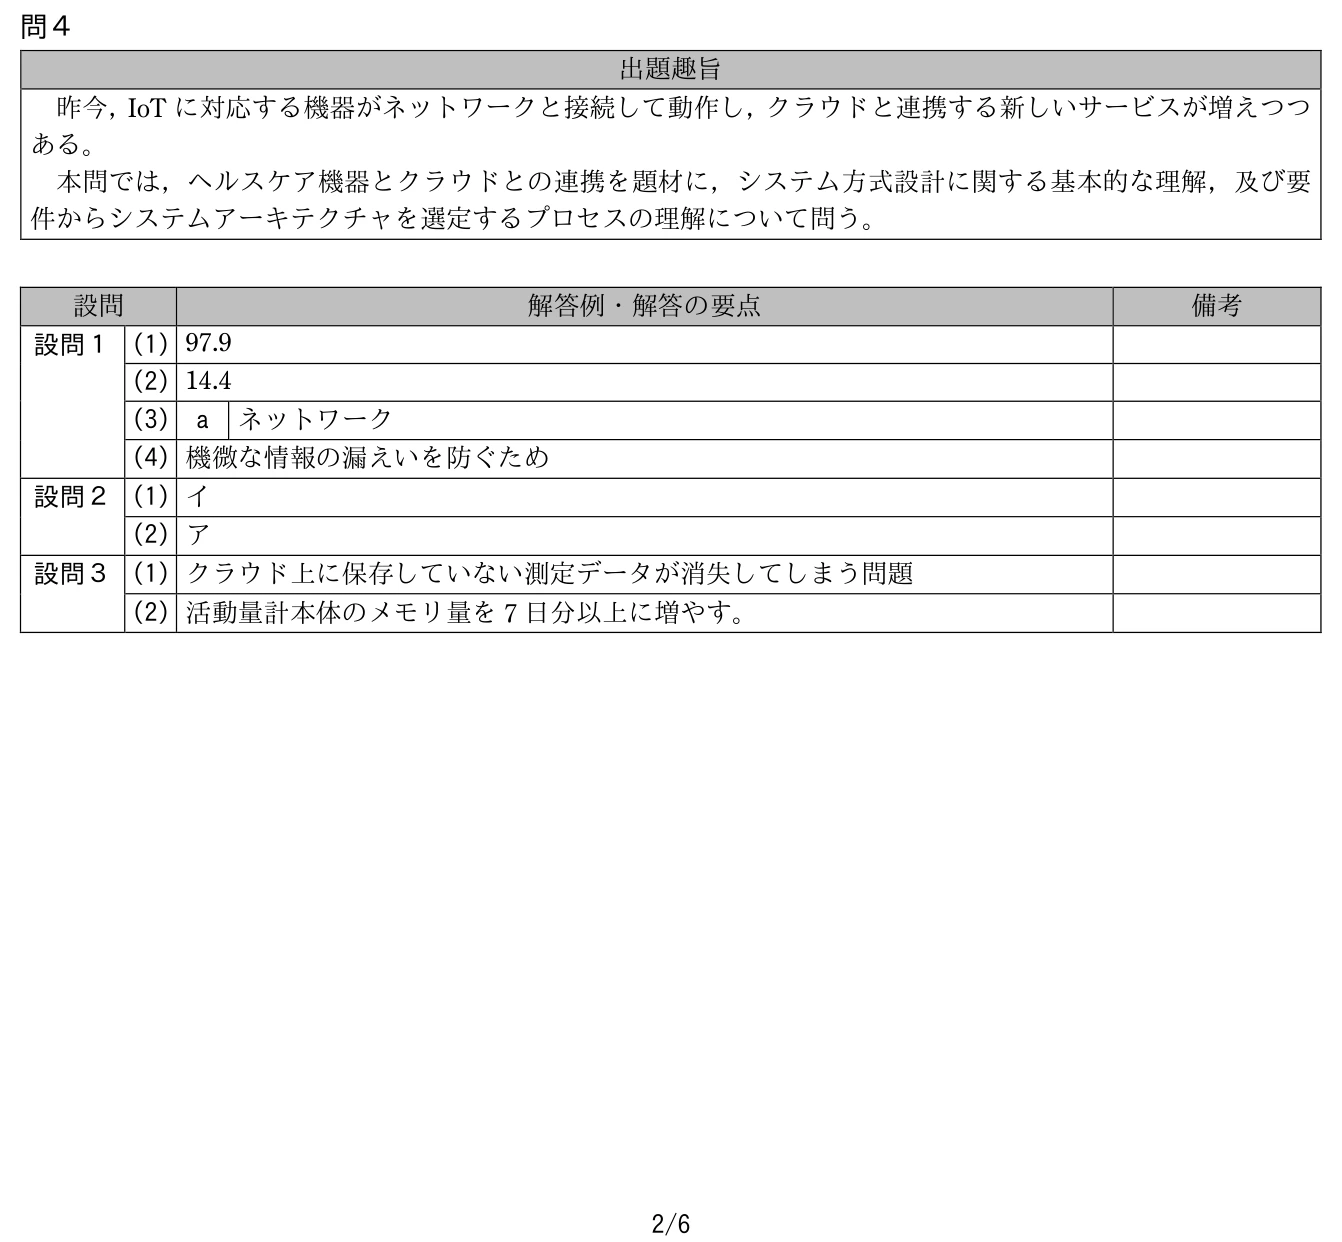 問４
出題趣旨
昨今，IoT に対応する機器がネットワークと接続して動作し，クラウドと連携する新しいサービスが増えつつ
ある。
本問では，ヘルスケア機器とクラウドとの連携を題材に，システム方式設計に関する基本的な理解，及び要
件からシステムアーキテクチャを選定するプロセスの理解について問う。
設問 解答例・解答の要点 備考
設問１ (1) 97.9
(2) 14.4
(3) a ネットワーク
(4) 機微な情報の漏えいを防ぐため
設問２ (1) イ
(2) ア
設問３ (1) クラウド上に保存していない測定データが消失してしまう問題
(2) 活動量計本体のメモリ量を 7 日分以上に増やす。
2/6